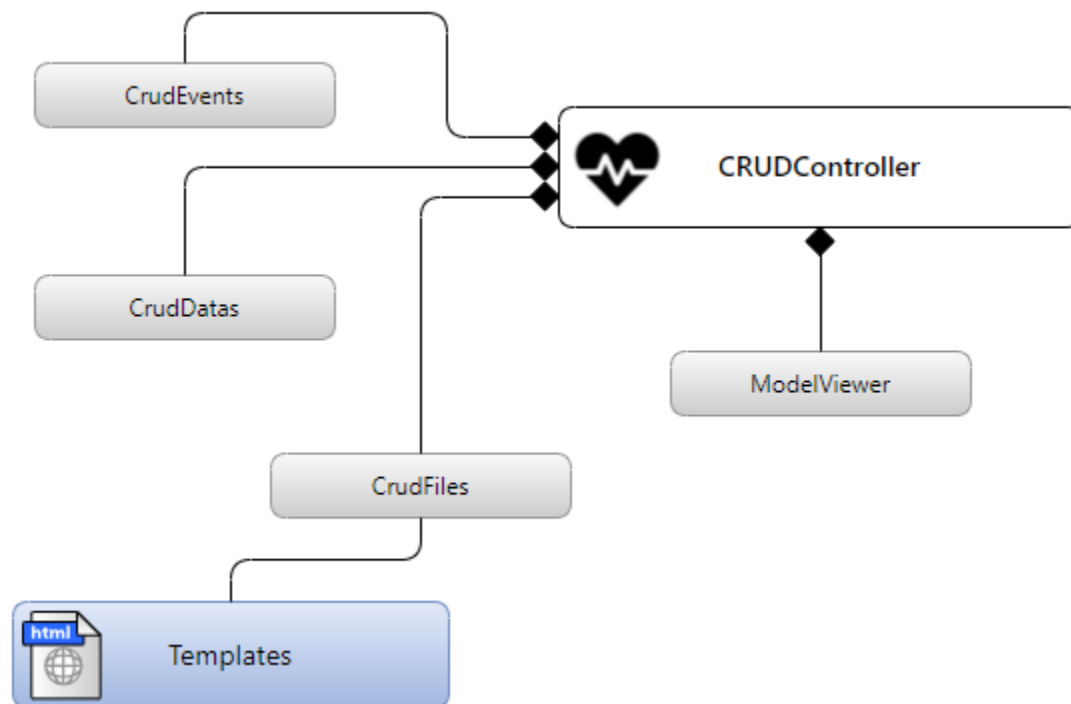 CrudEvents
CRUDController
CrudDatas
ModelViewer
CrudFiles
html
Templates